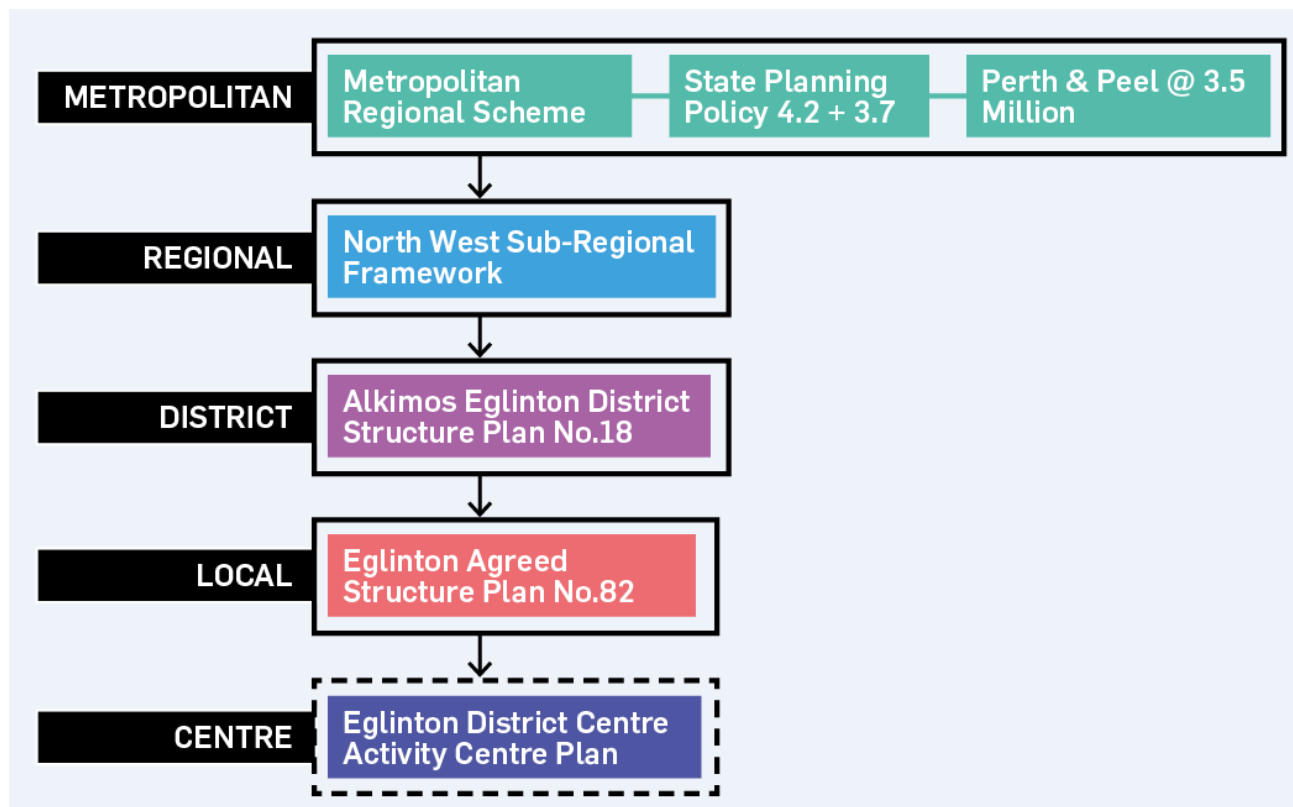 METROPOLITAN
Metropolitan
Regional Scheme
State Planning
Policy 4.2 + 3.7
Perth & Peel @ 3.5
Million
REGIONAL
North West Sub-Regional
Framework
DISTRICT
Alkimos Eglinton District
Structure Plan No.18
LOCAL
Eglinton Agreed
Structure Plan No.82
CENTRE
Eglinton District Centre
Activity Centre Plan